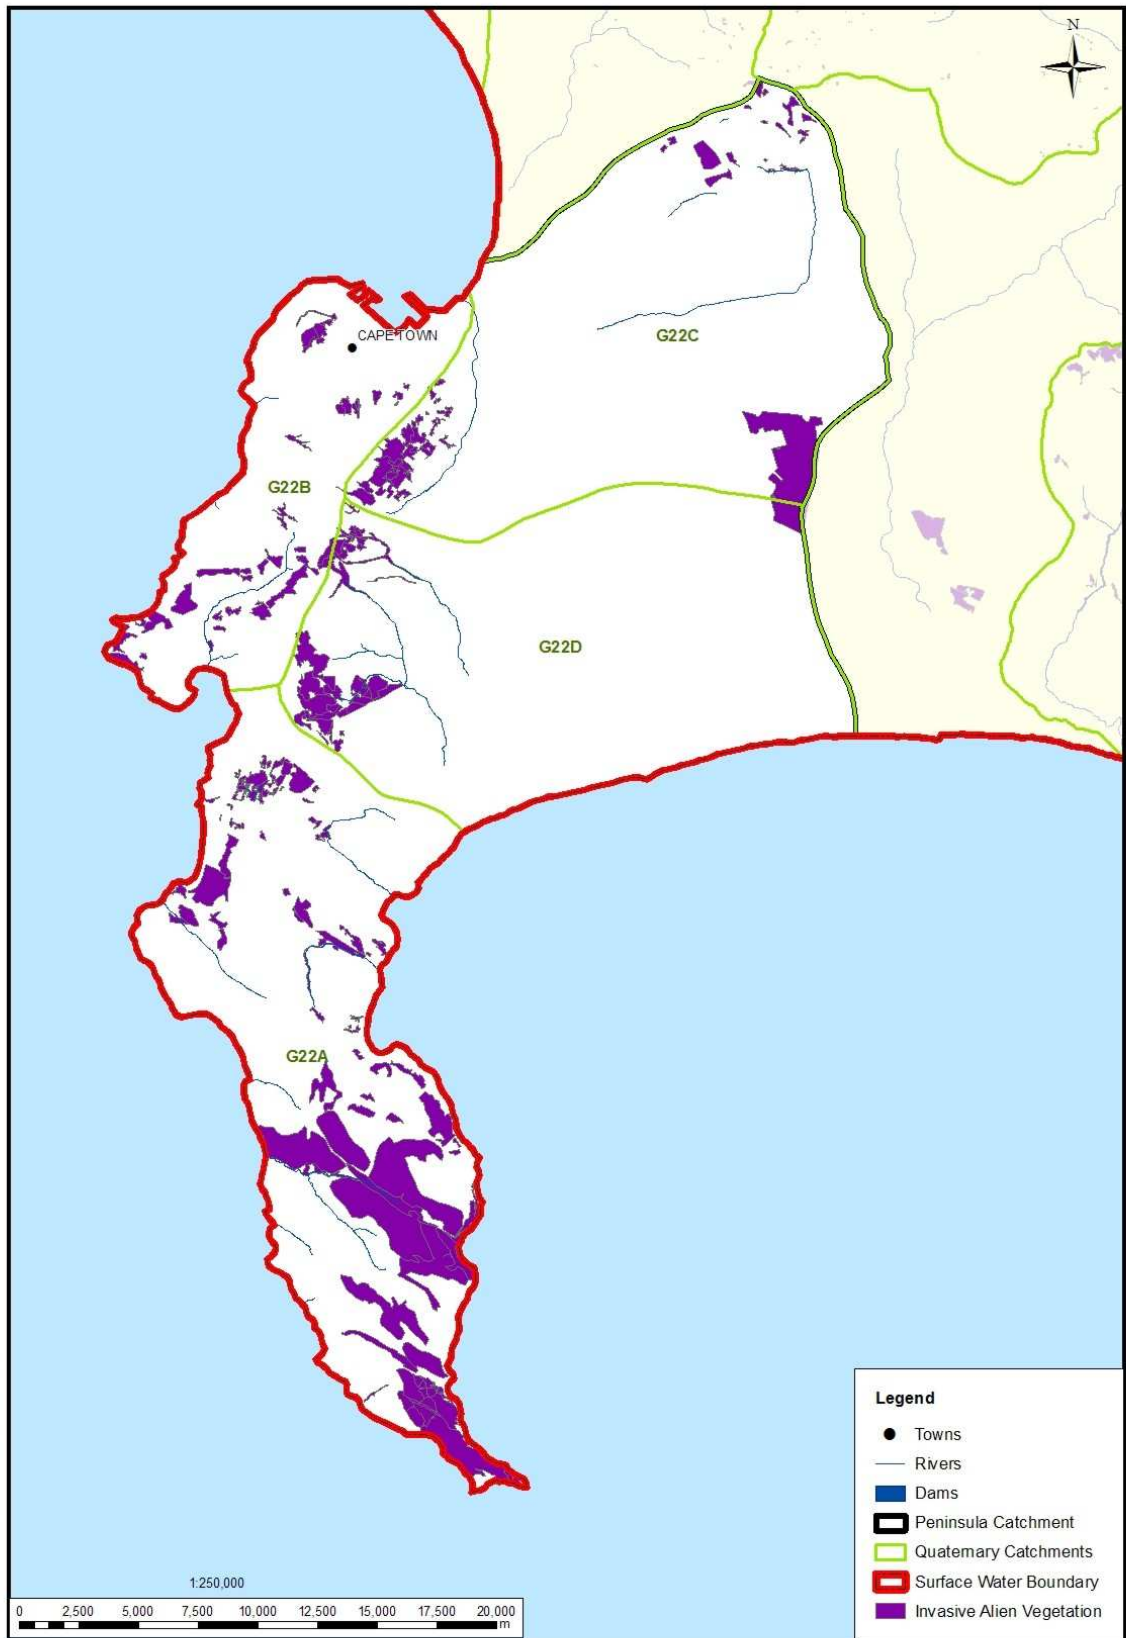 N
CAPETOWN
G22C
G22B
G22D
G22A
1:250,000
0 2,500 5,000 7,500 10,000 12,500 15,000 17,500 20,000
m
Legend
Towns
Rivers
Dams
Peninsula Catchment
Quaternary Catchments
Surface Water Boundary
Invasive Alien Vegetation